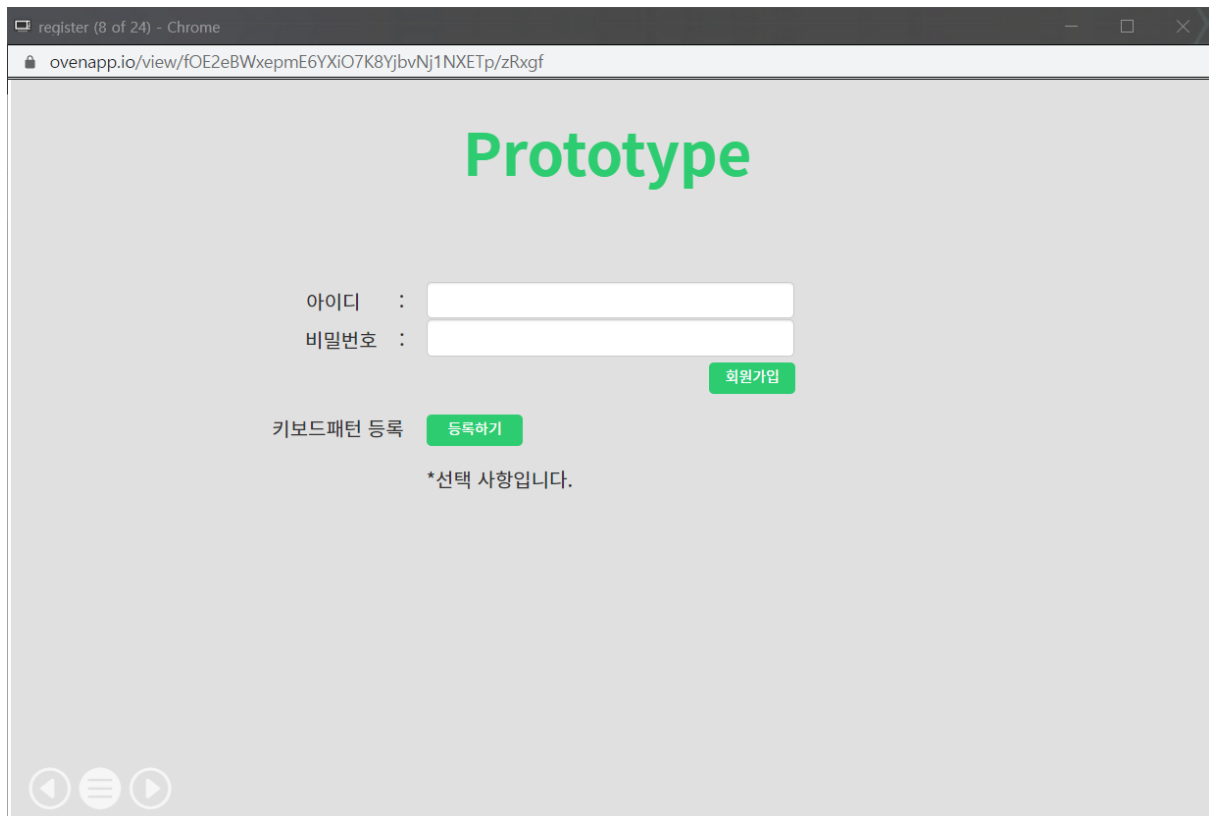 register (8 of 24) - Chrome
ovenapp.io/view/fOE2eBWxepmE6YXiO7K8YjbvNj1NXETp/zRxgf
Prototype
아이디 :
비밀번호 :
회원가입
키보드패턴 등록 등록하기
*선택 사항입니다.